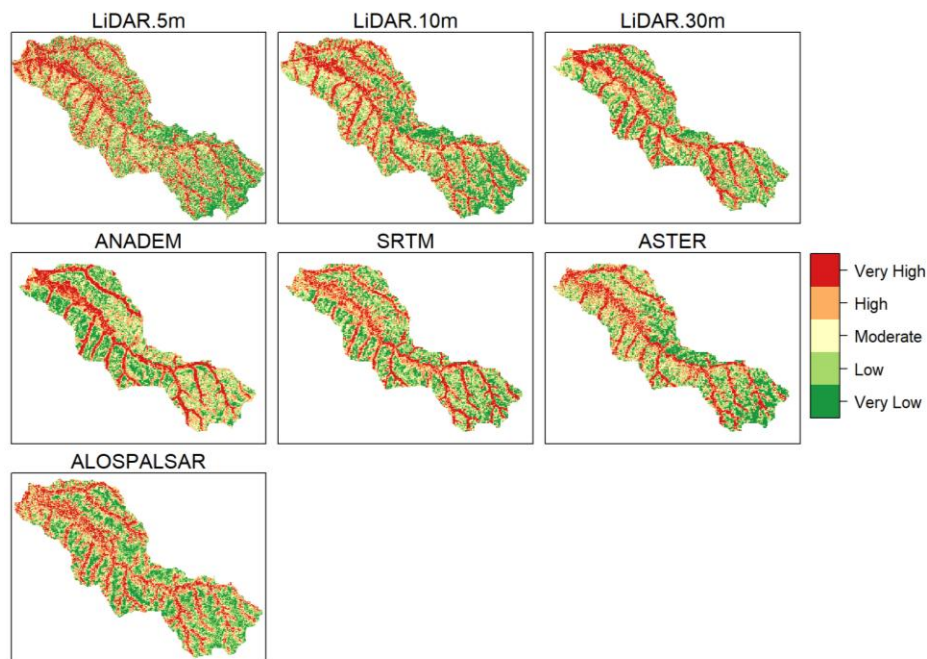 LiDAR.5m
LiDAR.10m
LiDAR.30m
ANADEM
SRTM
ASTER
Very High
High
Moderate
Low
Very Low
ALOSPALSAR